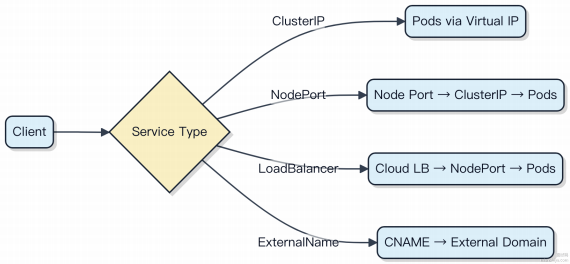 ClusterIP
Pods via Virtual IP
NodePort
Node Port → ClusterIP → Pods
Client
Service Type
LoadBalancer
Cloud LB → NodePort → Pods
ExternalName
CNAME → External Domain